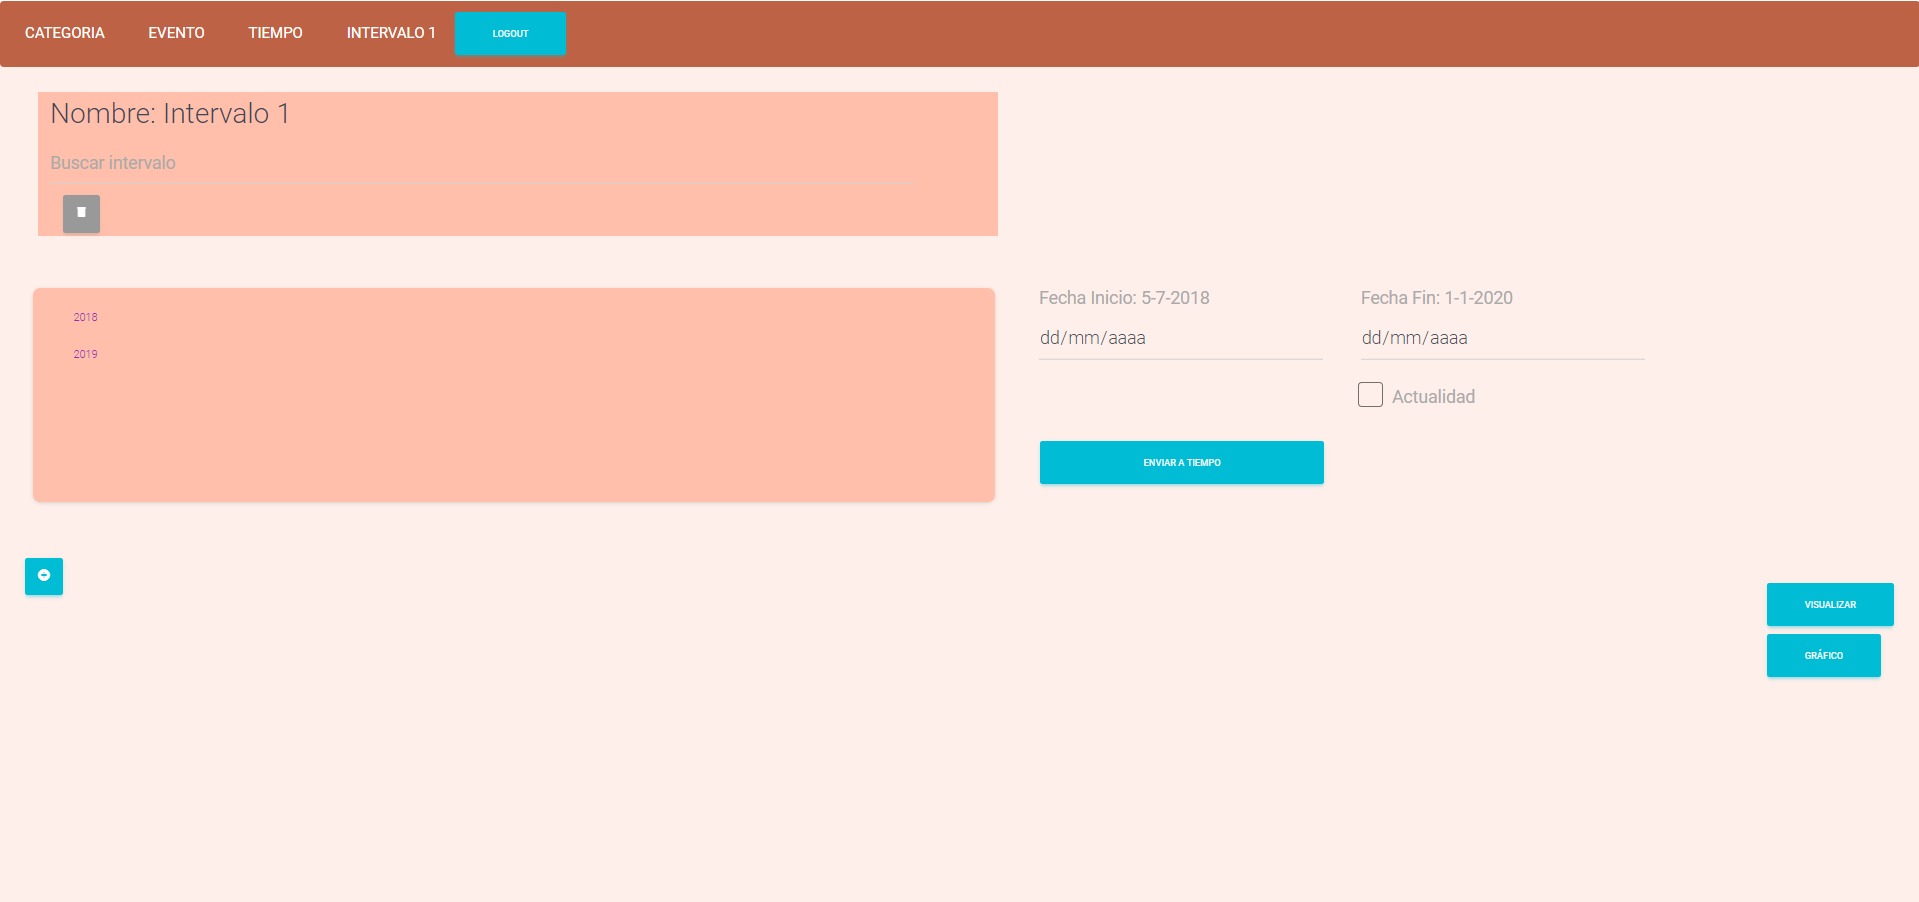 CATEGORIA EVENTO TIEMPO INTERVALO 1 LOGOUT
Nombre: Intervalo 1
Buscar intervalo
2018
2019
Fecha Inicio: 5-7-2018 Fecha Fin: 1-1-2020
dd/mm/aaaa dd/mm/aaaa
Actualidad
ENVIAR A TIEMPO
VISUALIZAR
GRÁFICO